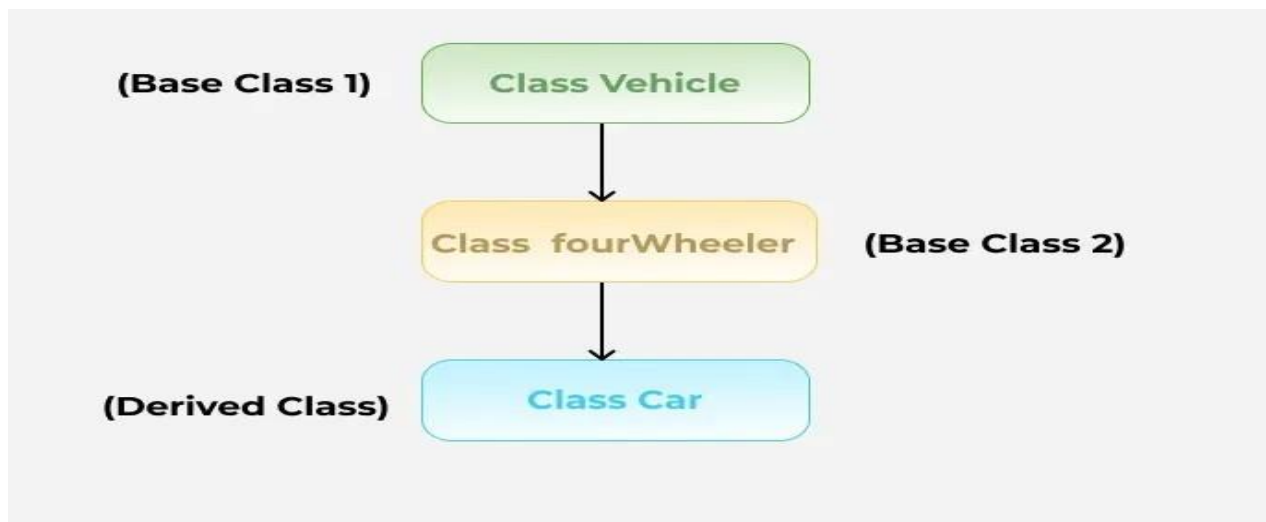 (Base Class 1) Class Vehicle
Class fourWheeler (Base Class 2)
(Derived Class) Class Car